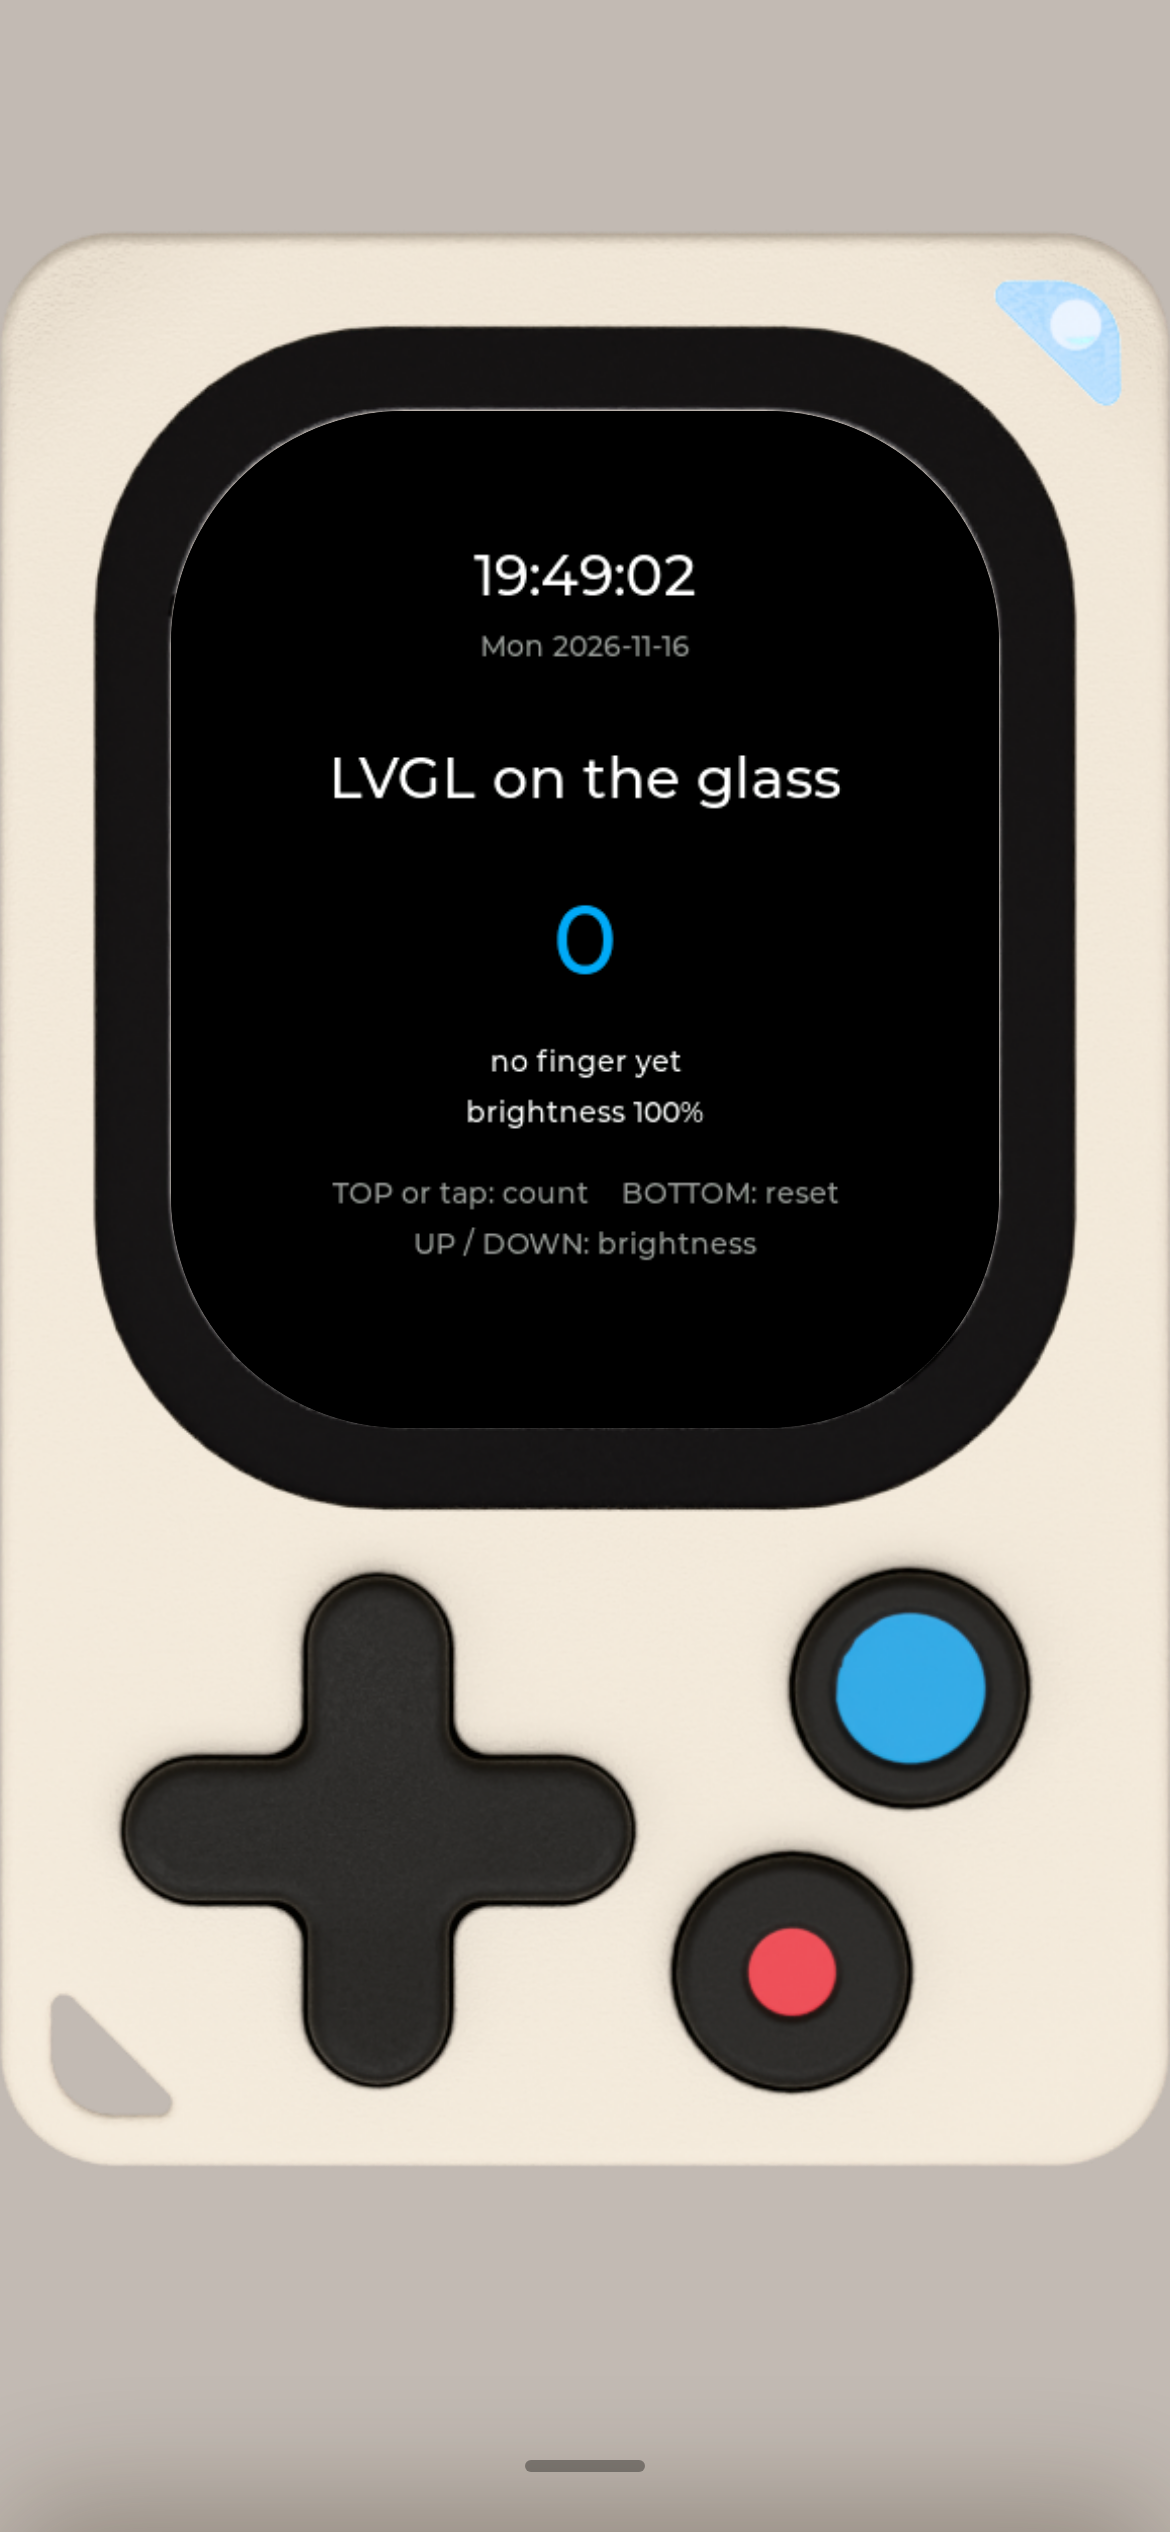 19:49:02
Mon 2026-11-16
LVGL on the glass
0
no finger yet
brightness 100%
TOP or tap: count BOTTOM: reset
UP / DOWN: brightness